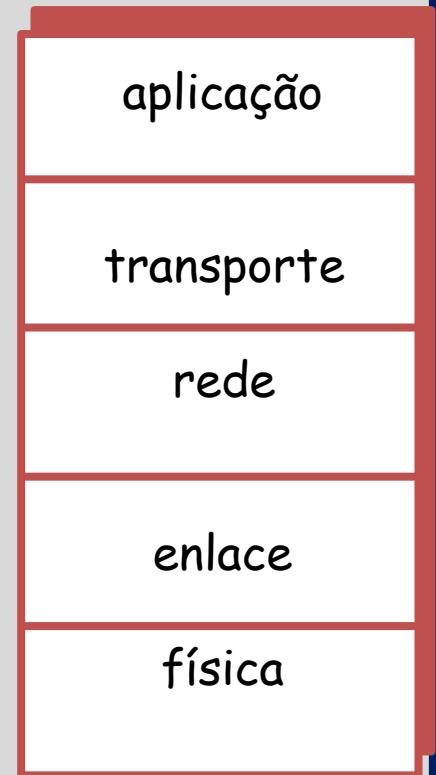 aplicação
transporte
rede
enlace
física